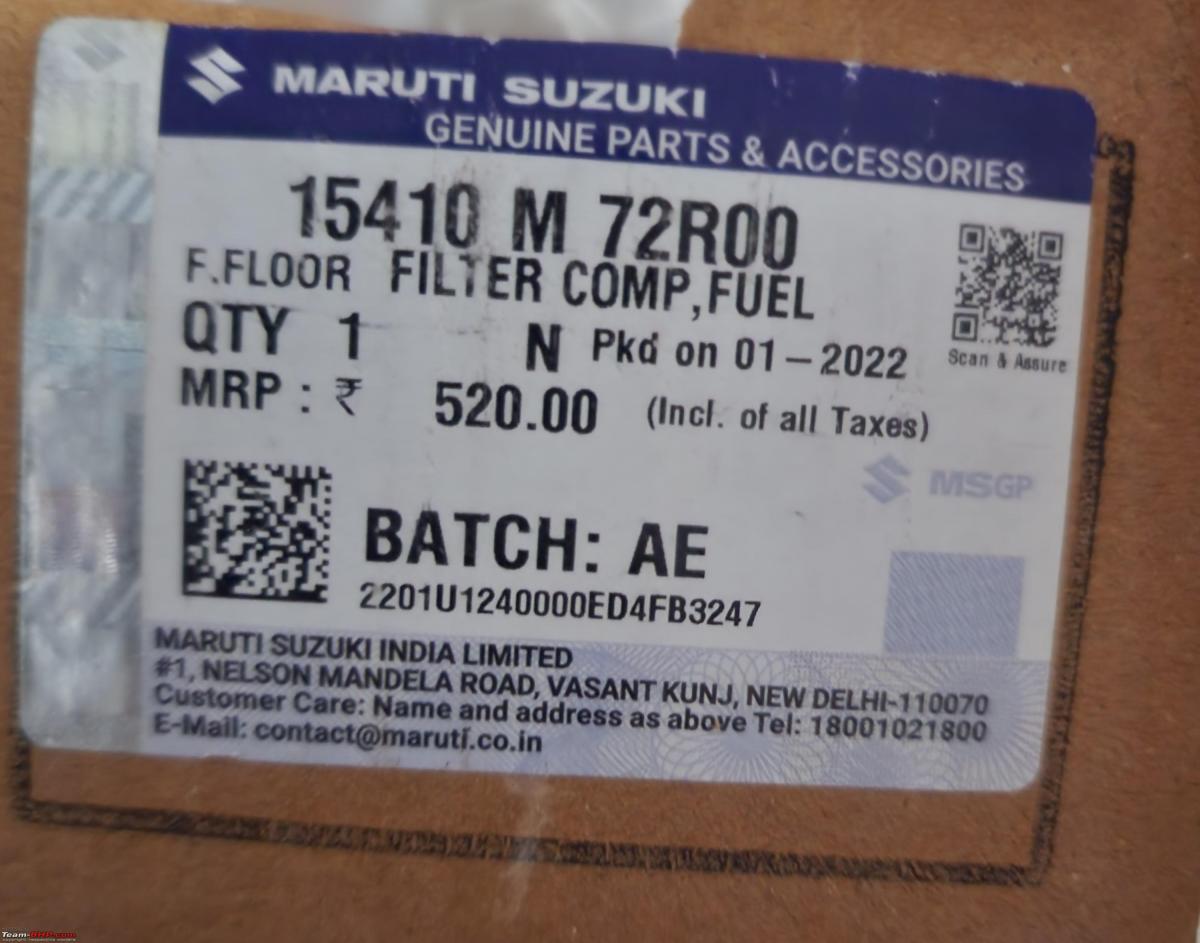 MARUTI SUZUKI
GENUINE PARTS & ACCESSORIES
15410 M 72R00
F.FLOOR FILTER COMP,FUEL
QTY 1 N Pkd on 01-2022
Scan & Assure
MRP : ₹ 520.00 (Incl. of all Taxes)
MSGP
BATCH: AE
2201U1240000ED4FB3247
MARUTI SUZUKI INDIA LIMITED
#1, NELSON MANDELA ROAD, VASANT KUNJ, NEW DELHI-110070
Customer Care: Name and address as above Tel: 18001021800
E-Mail: contact@maruti.co.in
Team-BHP.com